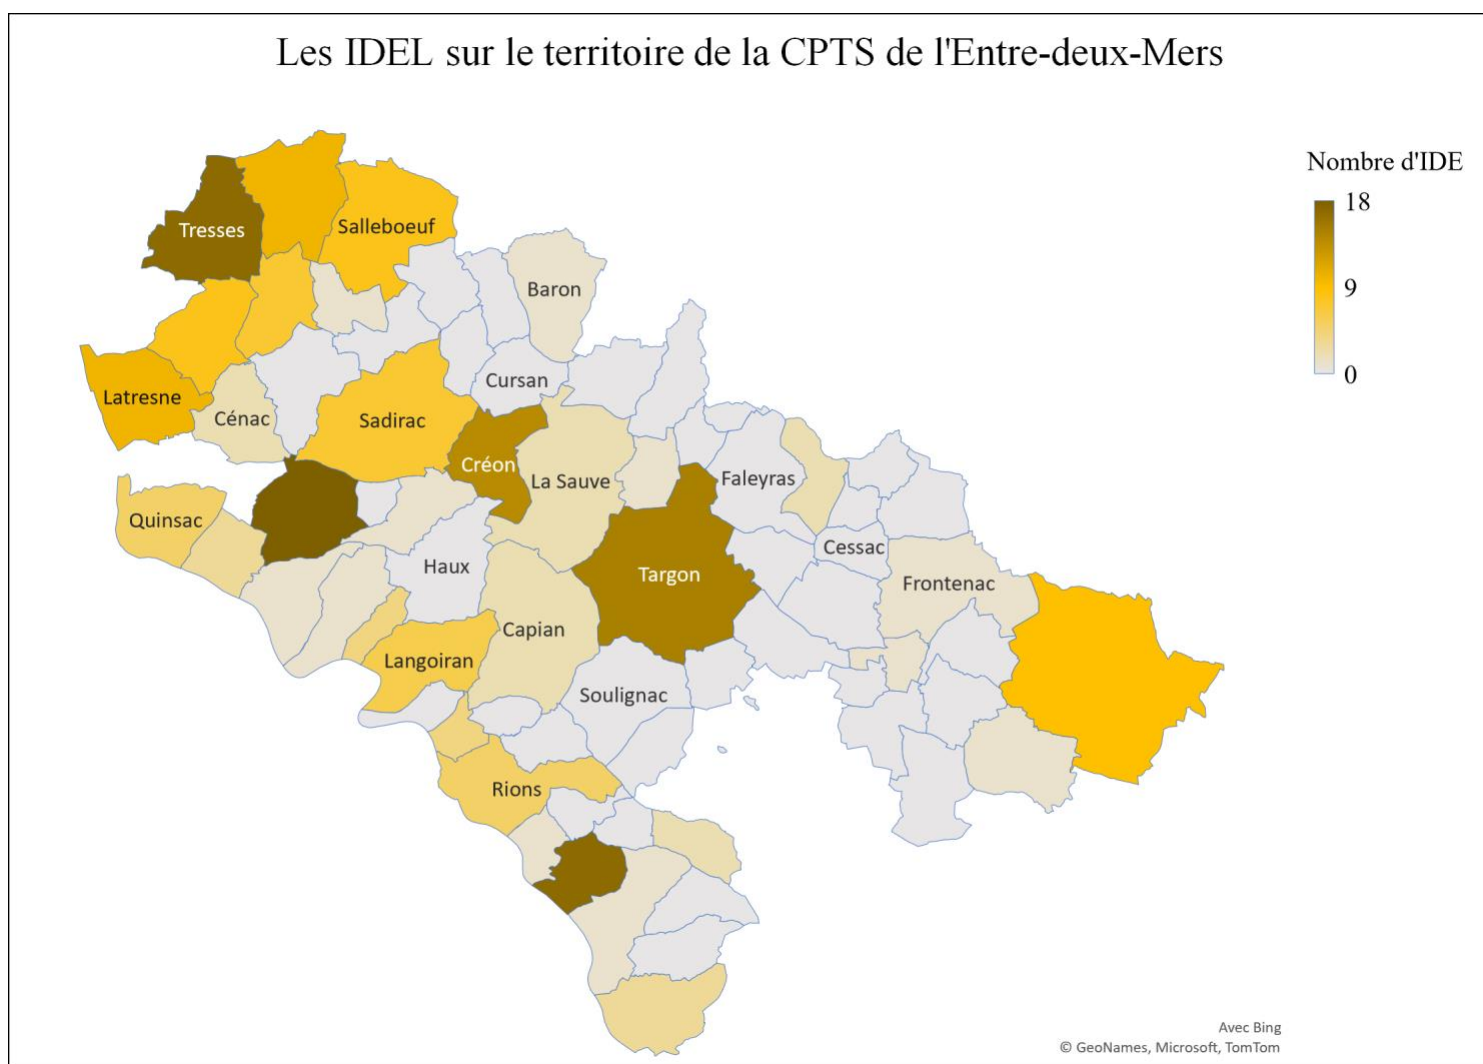 Les IDEL sur le territoire de la CPTS de l'Entre-deux-Mers
Nombre d'IDE
18
9
0
Tresses
Salleboeuf
Baron
Cursan
Latresne
Cénac
Sadirac
Créon
La Sauve
Faleyras
Quinsac
Cessac
Haux
Targon
Frontenac
Capian
Langoiran
Soulignac
Rions
Avec Bing
© GeoNames, Microsoft, TomTom